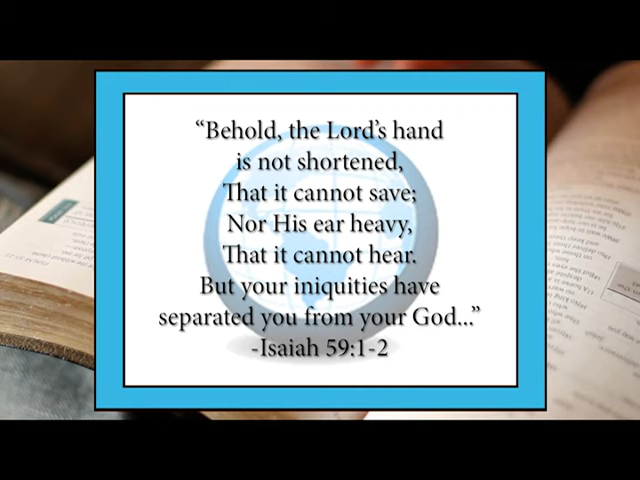 “Behold, the Lord’s hand
is not shortened,
That it cannot save;
Nor His ear heavy,
That it cannot hear.
But your iniquities have
separated you from your God...”
-Isaiah 59:1-2